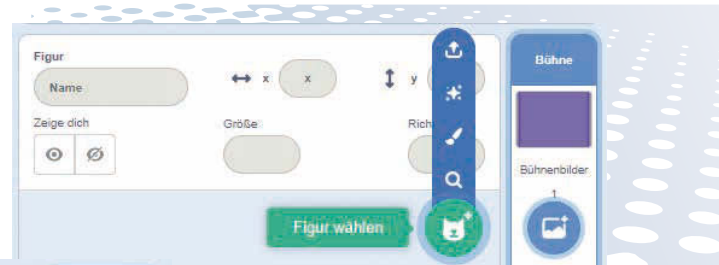 Figur
Name
x
x
y
Zeige dich
Größe
Rich
Figur wählen
Bühne
Bühnenbilder
1